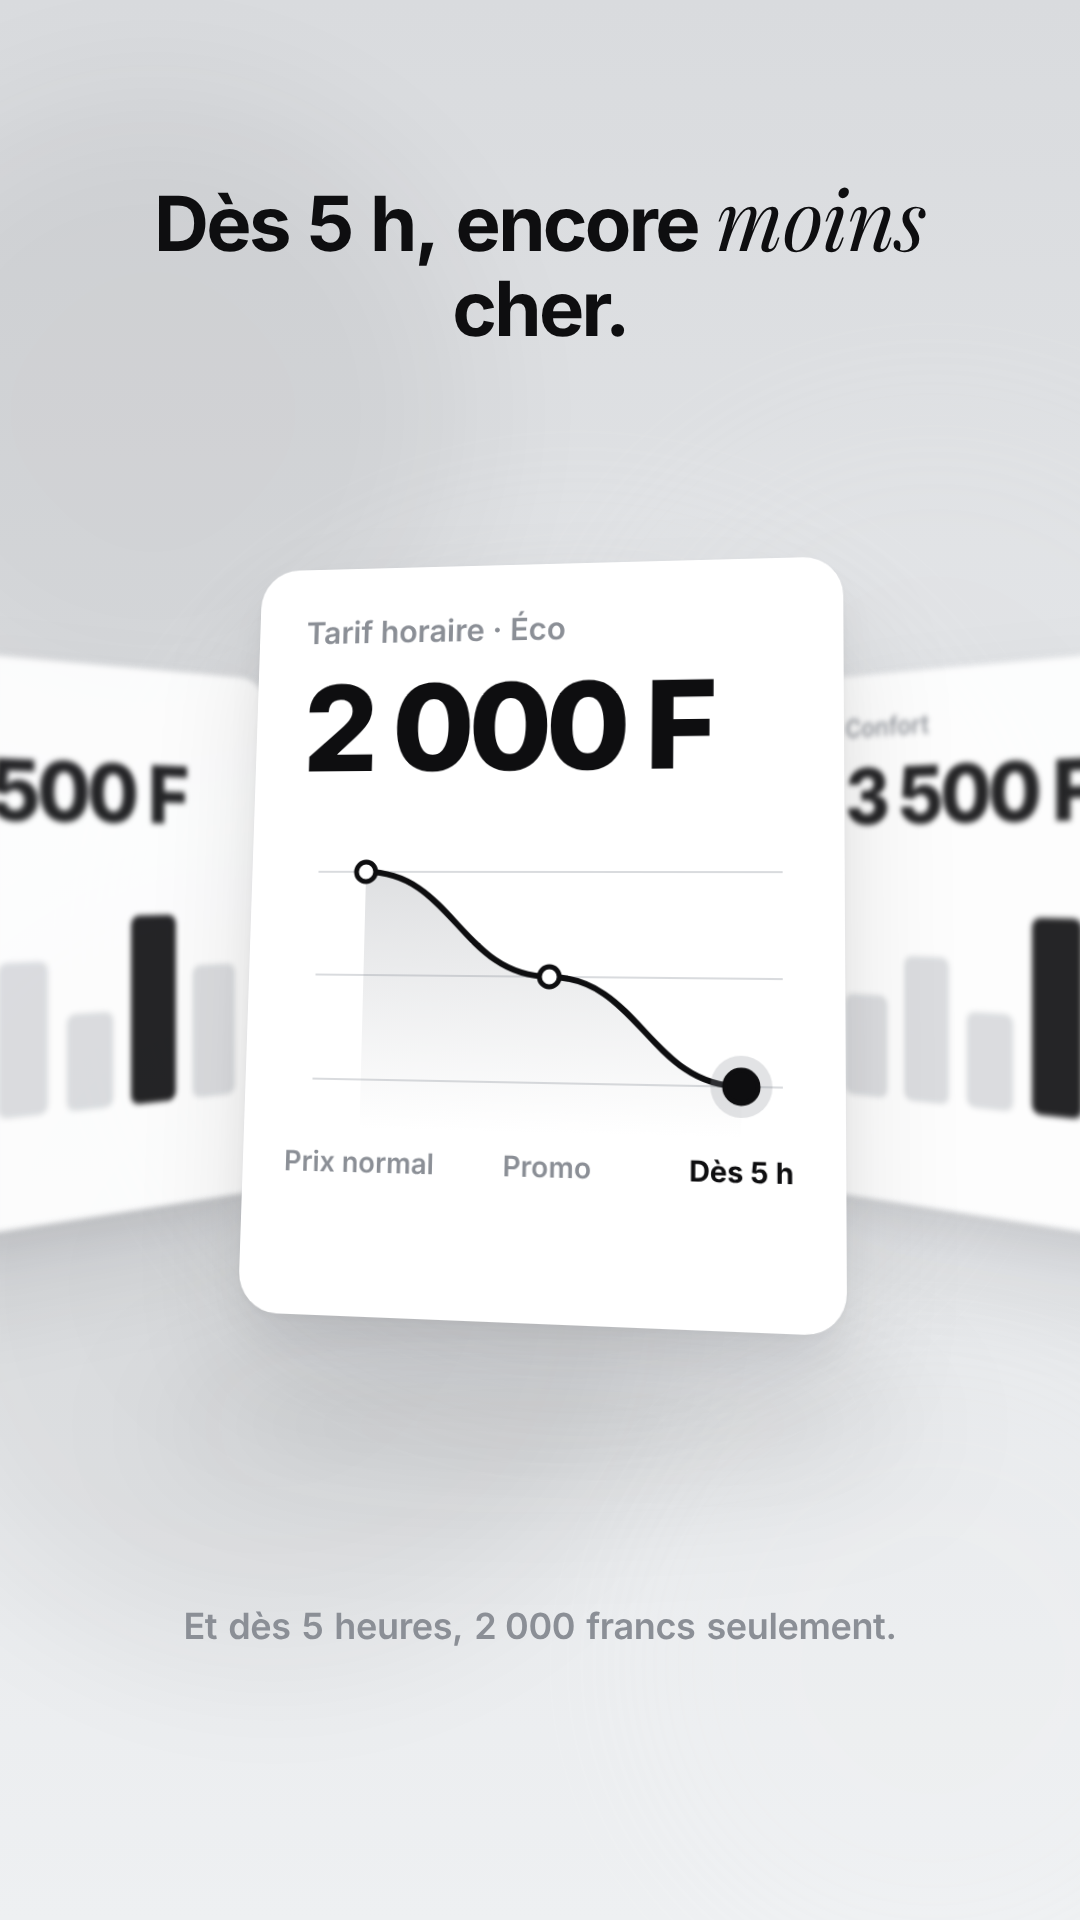 Dès 5 h, encore moins
cher.
Tarif horaire · Éco
2 000 F
500 F
Confort
3 500 F
Prix normal
Promo
Dès 5 h
Et dès 5 heures, 2 000 francs seulement.